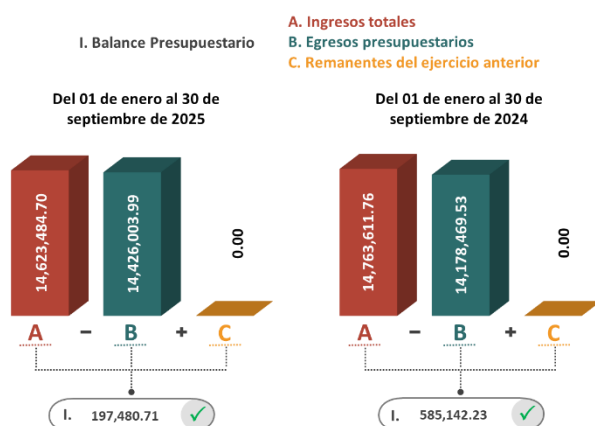 I. Balance Presupuestario
A. Ingresos totales
B. Egresos presupuestarios
C. Remanentes del ejercicio anterior
Del 01 de enero al 30 de
septiembre de 2025
14,623,484.70
14,426,003.99
0.00
A − B + C
I. 197,480.71
Del 01 de enero al 30 de
septiembre de 2024
14,763,611.76
14,178,469.53
0.00
A − B + C
I. 585,142.23